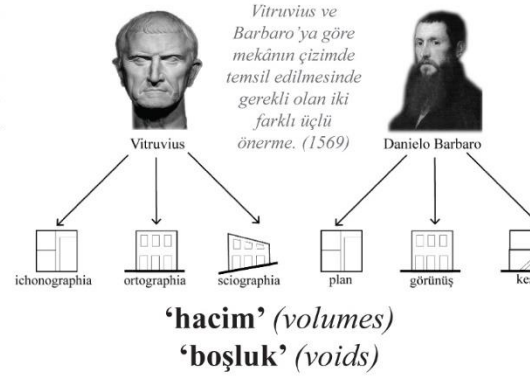 Vitruvius ve
Barbaro'ya göre
mekânın çizimde
temsil edilmesinde
gerekli olan iki
farklı üçlü
önerme. (1569)
Vitruvius
Danielo Barbaro
ichonographia
ortographia
sciographia
plan
görünüş
'hacim' (volumes)
'boşluk' (voids)